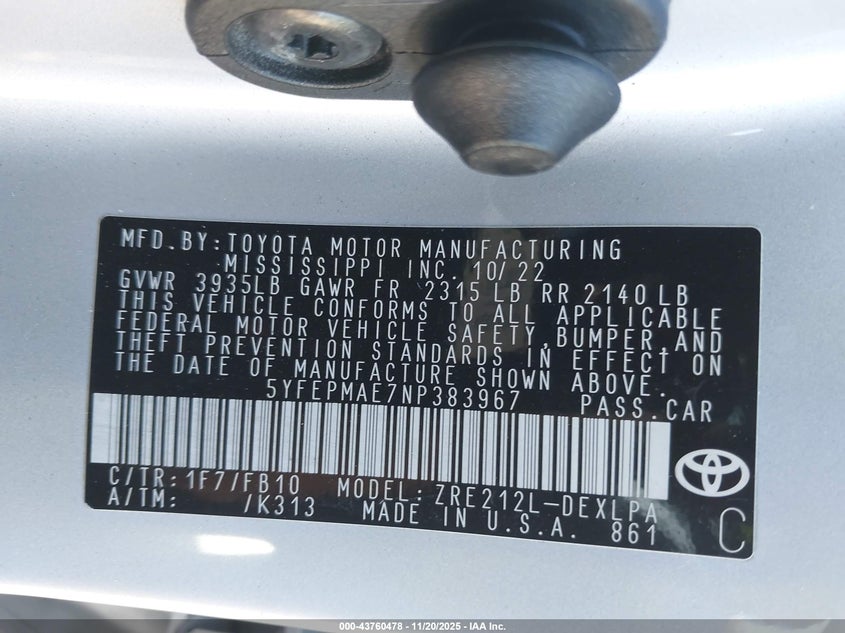 MFD.BY:TOYOTA MOTOR MANUFACTURING
MISSISSIPPI INC. 10/22
GVWR 3935LB GAWR FR 2315 LB RR 2140 LB
THIS VEHICLE CONFORMS TO ALL APPLICABLE
FEDERAL MOTOR VEHICLE SAFETY,BUMPER,AND
THEFT PREVENTION STANDARDS IN EFFECT ON
THE DATE OF MANUFACTURE SHOWN ABOVE.
5YFEPMAE7NP383967 PASS.CAR
C/TR:1F7/FB10 MODEL:ZRE212L-DEXLPA
A/TM: /K313 MADE IN U.S.A. 861 C
000-43760478 - 11/20/2025 - IAA Inc.